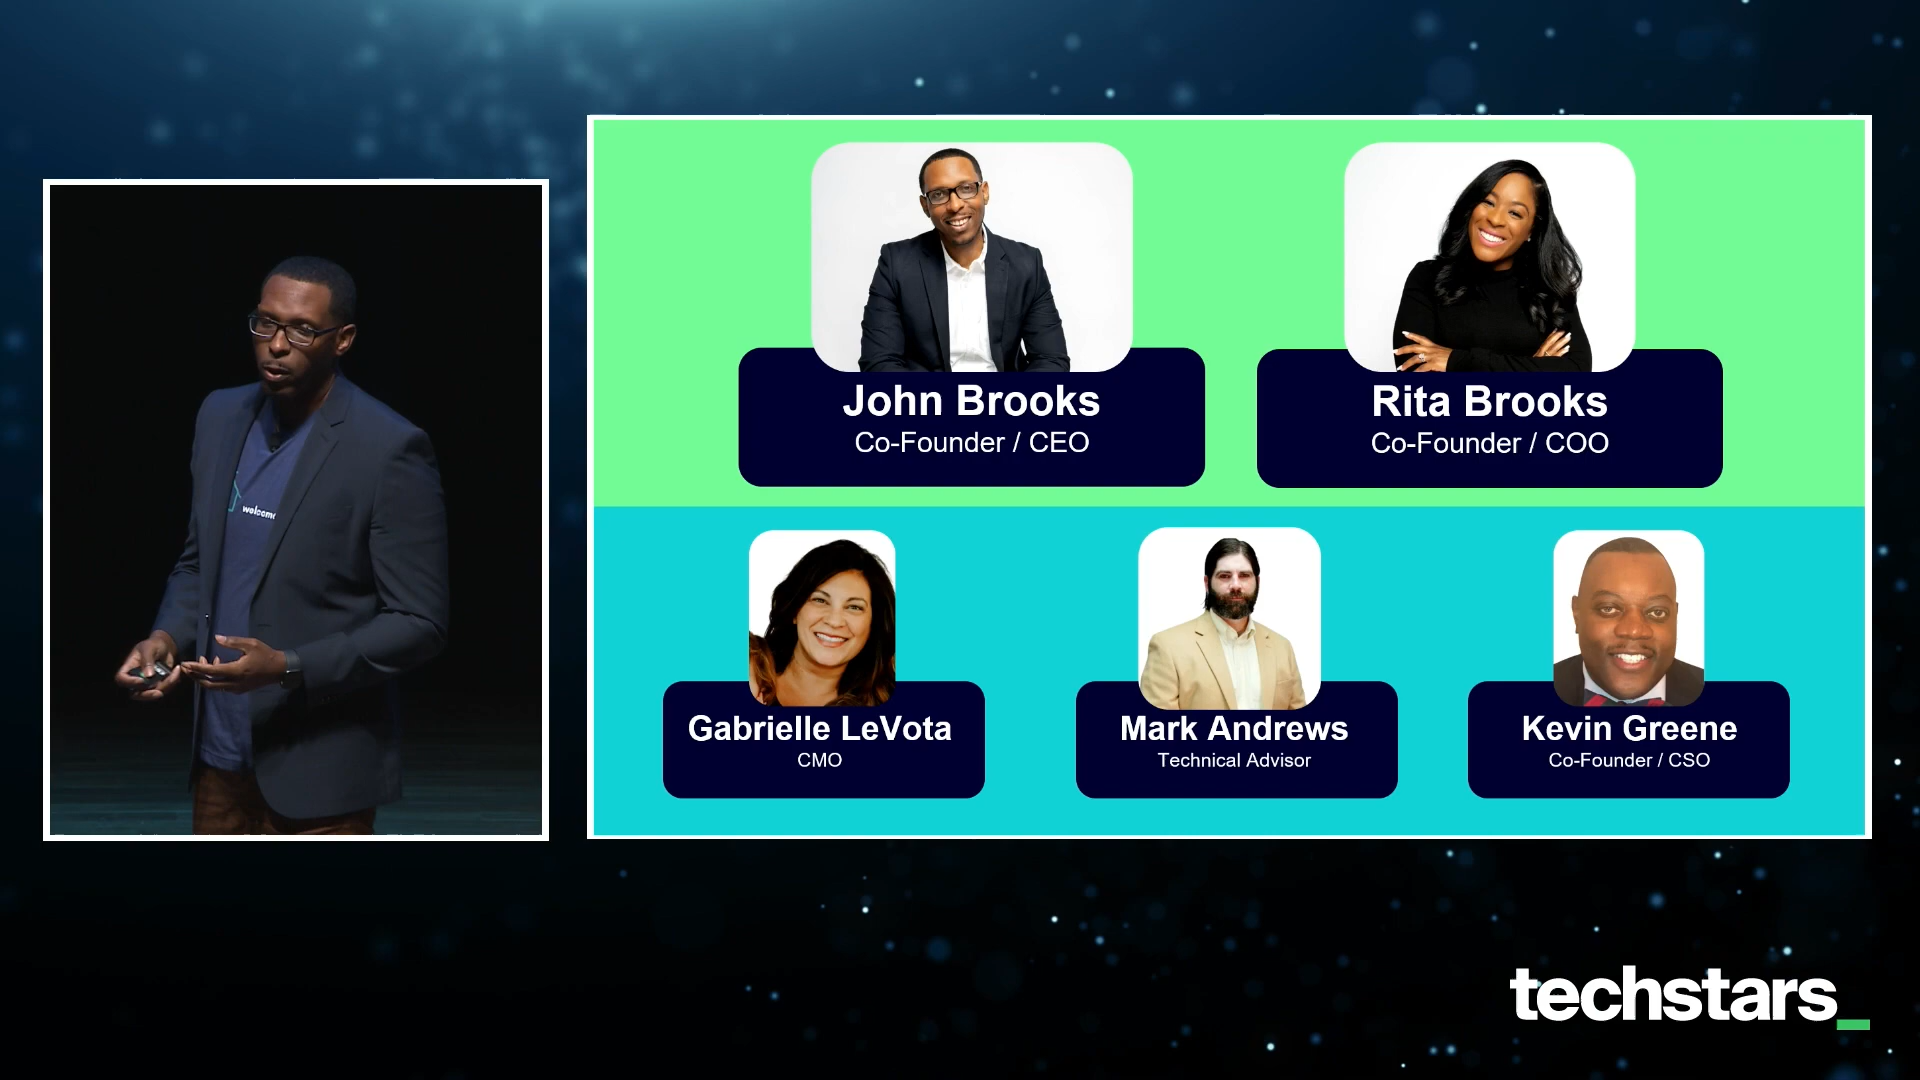 welcome
John Brooks
Co-Founder / CEO
Rita Brooks
Co-Founder / COO
Gabrielle LeVota
CMO
Mark Andrews
Technical Advisor
Kevin Greene
Co-Founder / CSO
techstars_